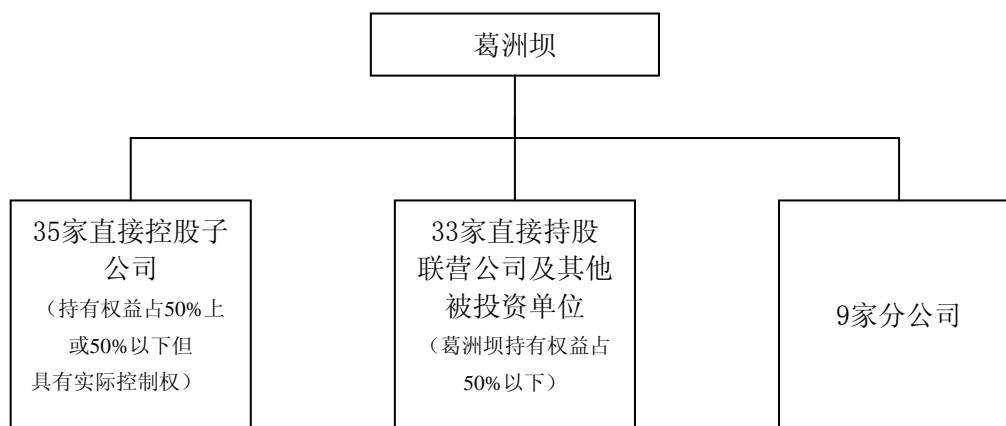 葛洲坝
35家直接控股子
公司
（持有权益占50%上
或50%以下但
具有实际控制权）
33家直接持股
联营公司及其他
被投资单位
（葛洲坝持有权益占
50%以下）
9家分公司